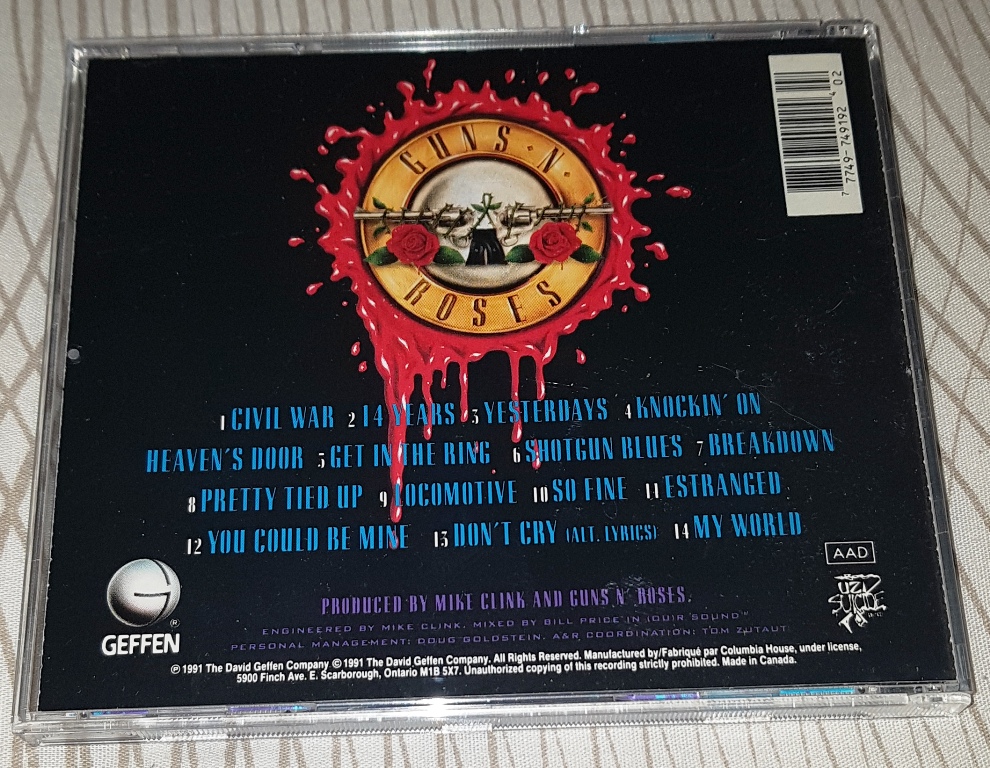 GUNS · N ·
ROSES
7 7749-749192 4 02
1 CIVIL WAR 2 14 YEARS 3 YESTERDAYS 4 KNOCKIN' ON
HEAVEN'S DOOR 5 GET IN THE RING 6 SHOTGUN BLUES 7 BREAKDOWN
8 PRETTY TIED UP 9 LOCOMOTIVE 10 SO FINE 11 ESTRANGED
12 YOU COULD BE MINE 13 DON'T CRY (ALT. LYRICS) 14 MY WORLD
AAD
UZI
SUICIDE
G
GEFFEN ®
PRODUCED BY MIKE CLINK AND GUNS N' ROSES.
ENGINEERED BY MIKE CLINK. MIXED BY BILL PRICE IN "QUIR SOUND"
PERSONAL MANAGEMENT: DOUG GOLDSTEIN. A&R COORDINATION: TOM ZUTAUT
℗ 1991 The David Geffen Company © 1991 The David Geffen Company. All Rights Reserved. Manufactured by/Fabriqué par Columbia House, under license,
5900 Finch Ave. E. Scarborough, Ontario M1B 5X7. Unauthorized copying of this recording strictly prohibited. Made in Canada.